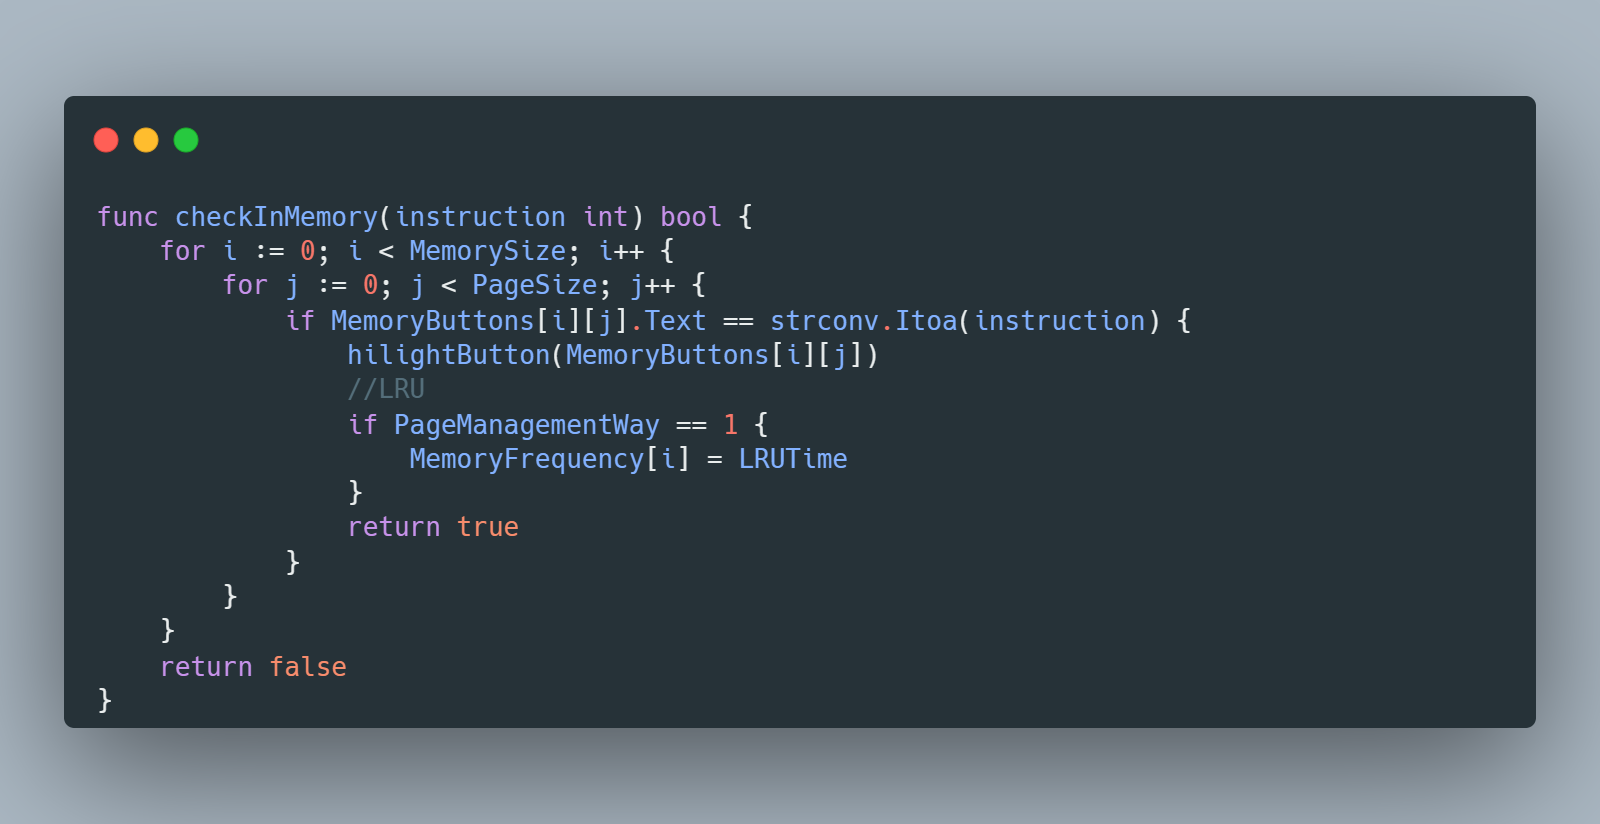 func checkInMemory(instruction int) bool {
    for i := 0; i < MemorySize; i++ {
        for j := 0; j < PageSize; j++ {
            if MemoryButtons[i][j].Text == strconv.Itoa(instruction) {
                hilightButton(MemoryButtons[i][j])
                //LRU
                if PageManagementWay == 1 {
                    MemoryFrequency[i] = LRUTime
                }
                return true
            }
        }
    }
    return false
}